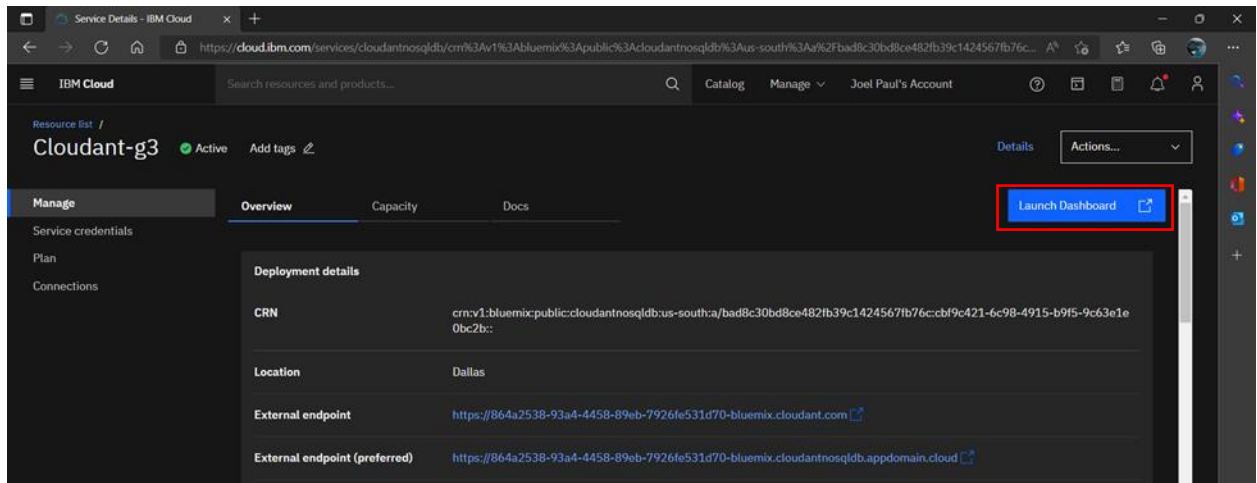 Service Details - IBM Cloud
https://cloud.ibm.com/services/cloudantnosqldb/crn%3Av1%3Abluemix%3Apublic%3Acloudantnosqldb%3Aus-south%3Aa%2Fbad8c30bd8ce482fb39c1424567fb76c...
IBM Cloud
Search resources and products...
Catalog
Manage
Joel Paul's Account
Resource list /
Cloudant-g3
Active
Add tags
Details
Actions...
Manage
Service credentials
Plan
Connections
Overview
Capacity
Docs
Launch Dashboard
Deployment details
CRN
crn:v1:bluemix:public:cloudantnosqldb:us-south:a/bad8c30bd8ce482fb39c1424567fb76c:cbf9c421-6c98-4915-b9f5-9c63e1e
0bc2b::
Location
Dallas
External endpoint
https://864a2538-93a4-4458-89eb-7926fe531d70-bluemix.cloudant.com
External endpoint (preferred)
https://864a2538-93a4-4458-89eb-7926fe531d70-bluemix.cloudantnosqldb.appdomain.cloud